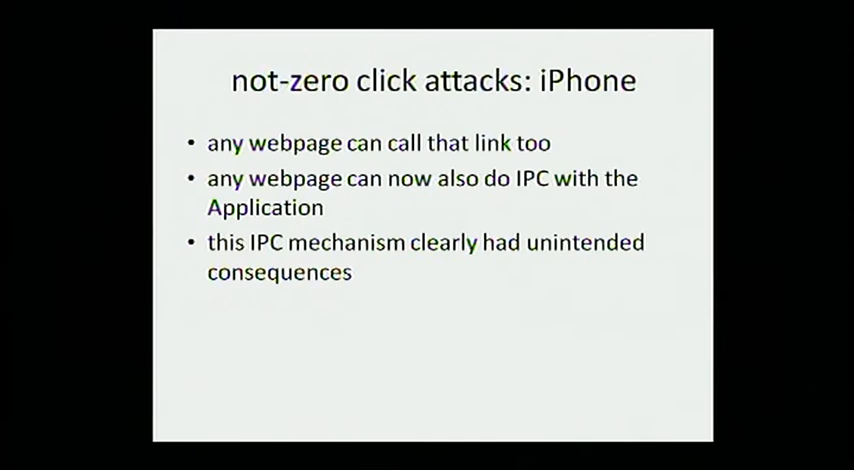 not-zero click attacks: iPhone
• any webpage can call that link too
• any webpage can now also do IPC with the
Application
• this IPC mechanism clearly had unintended
consequences